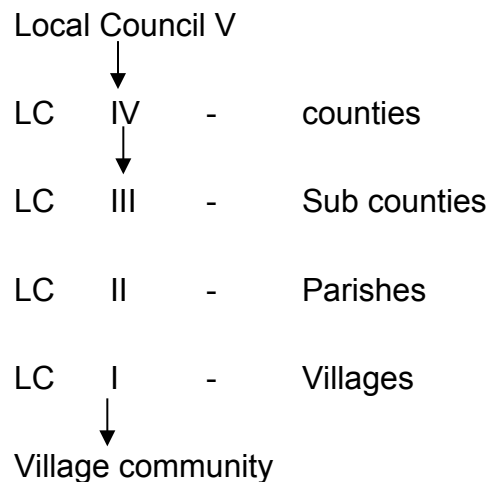 Local Council V
LC IV - counties
LC III - Sub counties
LC II - Parishes
LC I - Villages
Village community